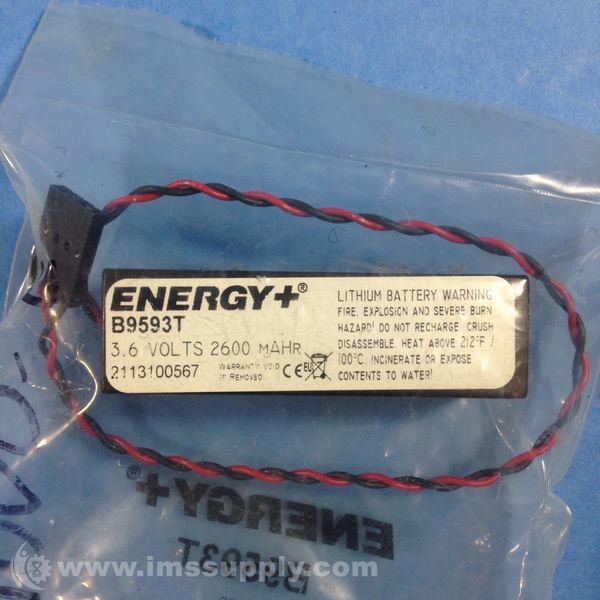 ENERGY+®
B9593T
3.6 VOLTS 2600 MAHR
2113100567
WARRANTY VOID
IF REMOVED
CE EU
LITHIUM BATTERY WARNING
FIRE, EXPLOSION AND SEVERE BURN
HAZARD! DO NOT RECHARGE CRUSH
DISASSEMBLE, HEAT ABOVE 212°F /
100°C, INCINERATE OR EXPOSE
CONTENTS TO WATER!
ENERGY+®
B9593T
www.imssupply.com